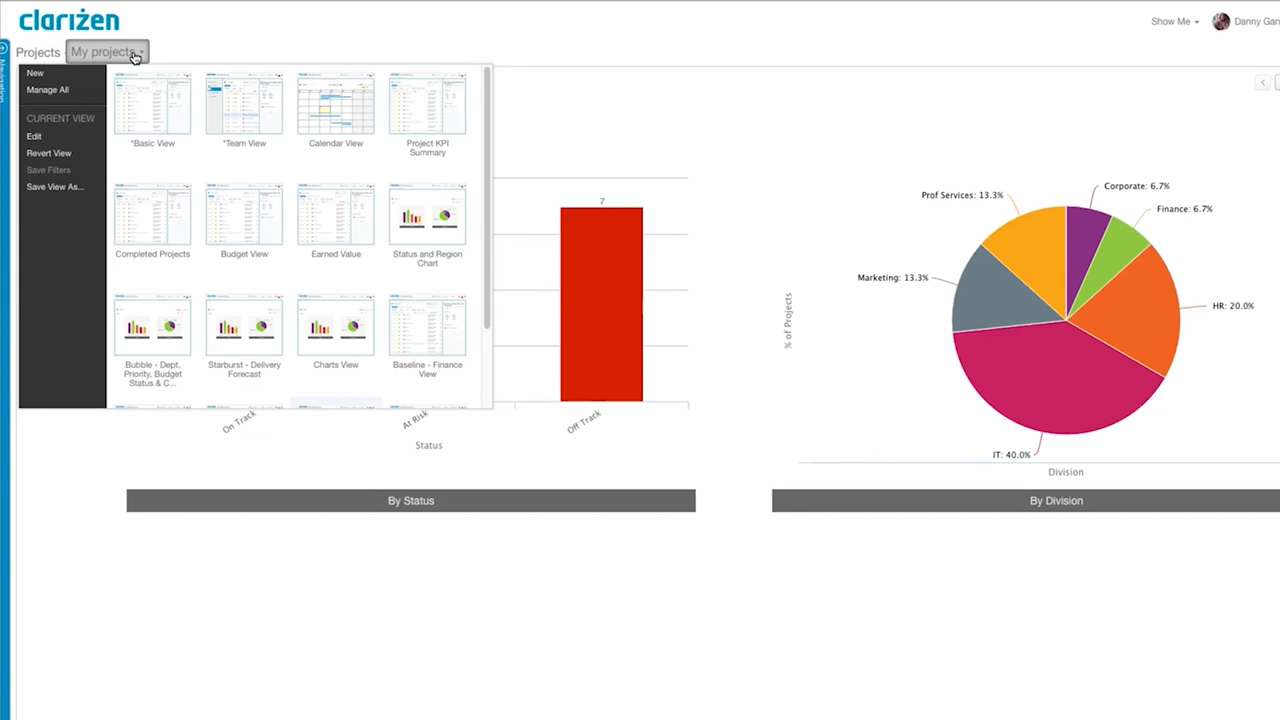 clarizen
Show Me
Danny Gan
Projects
My projects
Navigation
New
Manage All
CURRENT VIEW
Edit
Revert View
Save Filters
Save View As...
*Basic View
*Team View
Calendar View
Project KPI
Summary
Completed Projects
Budget View
Earned Value
Status and Region
Chart
Bubble - Dept,
Priority, Budget
Status & C...
Starburst - Delivery
Forecast
Charts View
Baseline - Finance
View
7
On Track
At Risk
Off Track
Status
By Status
% of Projects
Corporate: 6.7%
Finance: 6.7%
HR: 20.0%
IT: 40.0%
Marketing: 13.3%
Prof Services: 13.3%
Division
By Division